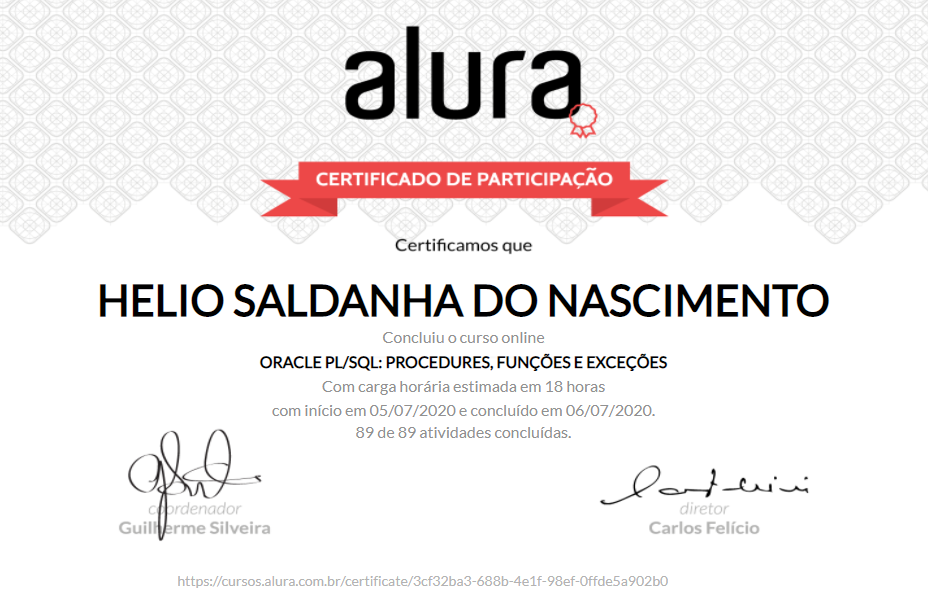 alura
CERTIFICADO DE PARTICIPAÇÃO
Certificamos que
HELIO SALDANHA DO NASCIMENTO
Concluiu o curso online
ORACLE PL/SQL: PROCEDURES, FUNÇÕES E EXCEÇÕES
Com carga horária estimada em 18 horas
com início em 05/07/2020 e concluído em 06/07/2020.
89 de 89 atividades concluídas.
coordenador
Guilherme Silveira
diretor
Carlos Felício
https://cursos.alura.com.br/certificate/3cf32ba3-688b-4e1f-98ef-0ffde5a902b0